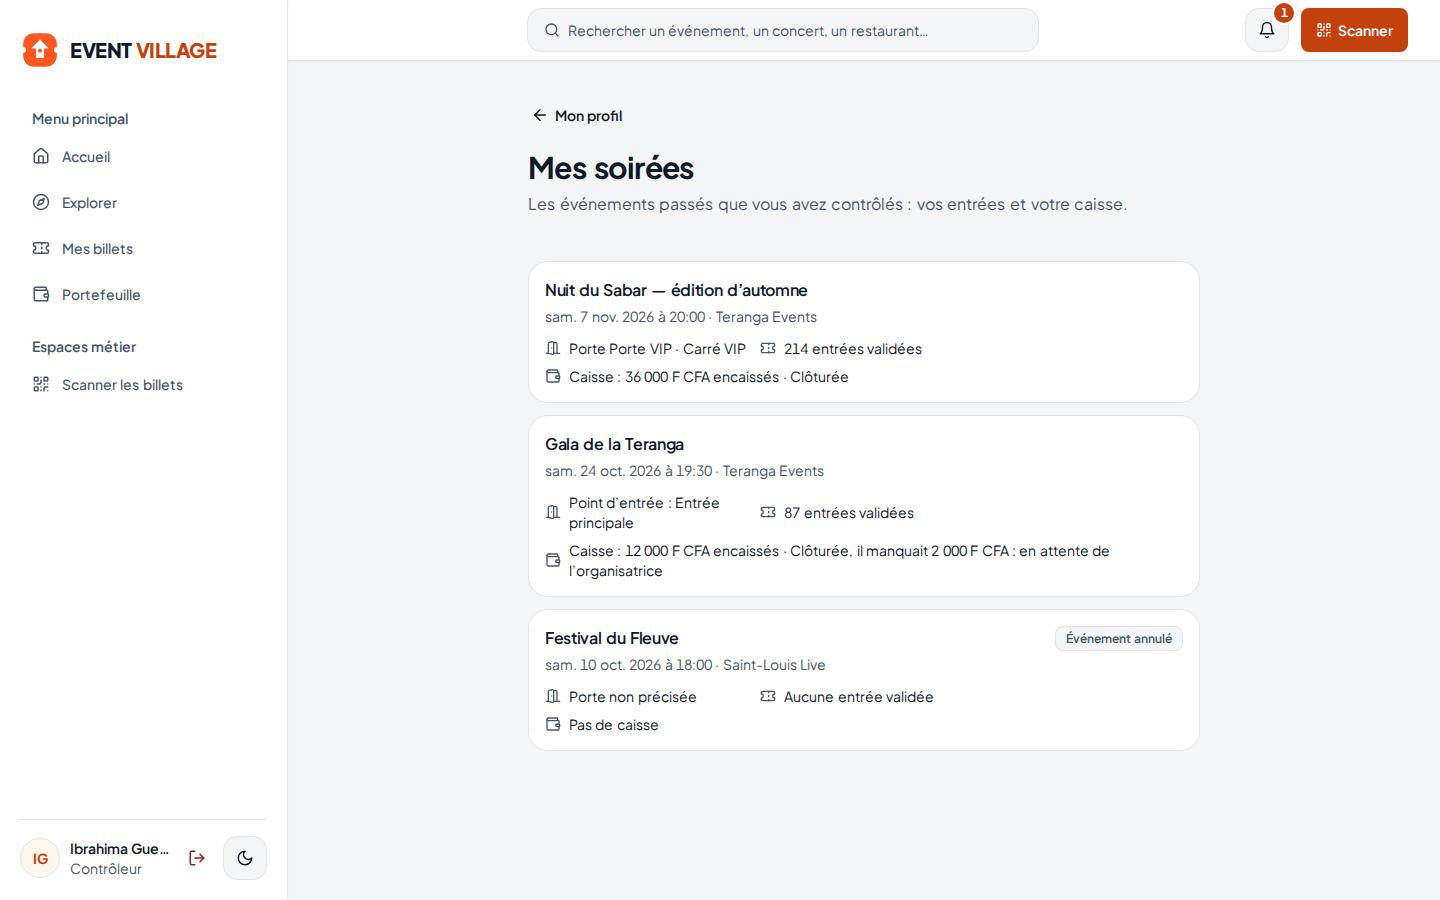 EVENT VILLAGE
Rechercher un événement, un concert, un restaurant…
1
Scanner
Menu principal
Accueil
Explorer
Mes billets
Portefeuille
Espaces métier
Scanner les billets
Mon profil
Mes soirées
Les événements passés que vous avez contrôlés : vos entrées et votre caisse.
Nuit du Sabar — édition d’automne
sam. 7 nov. 2026 à 20:00 · Teranga Events
Porte Porte VIP · Carré VIP
214 entrées validées
Caisse : 36 000 F CFA encaissés · Clôturée
Gala de la Teranga
sam. 24 oct. 2026 à 19:30 · Teranga Events
Point d’entrée : Entrée
principale
87 entrées validées
Caisse : 12 000 F CFA encaissés · Clôturée, il manquait 2 000 F CFA : en attente de
l’organisatrice
Festival du Fleuve
Événement annulé
sam. 10 oct. 2026 à 18:00 · Saint-Louis Live
Porte non précisée
Aucune entrée validée
Pas de caisse
IG
Ibrahima Gue…
Contrôleur